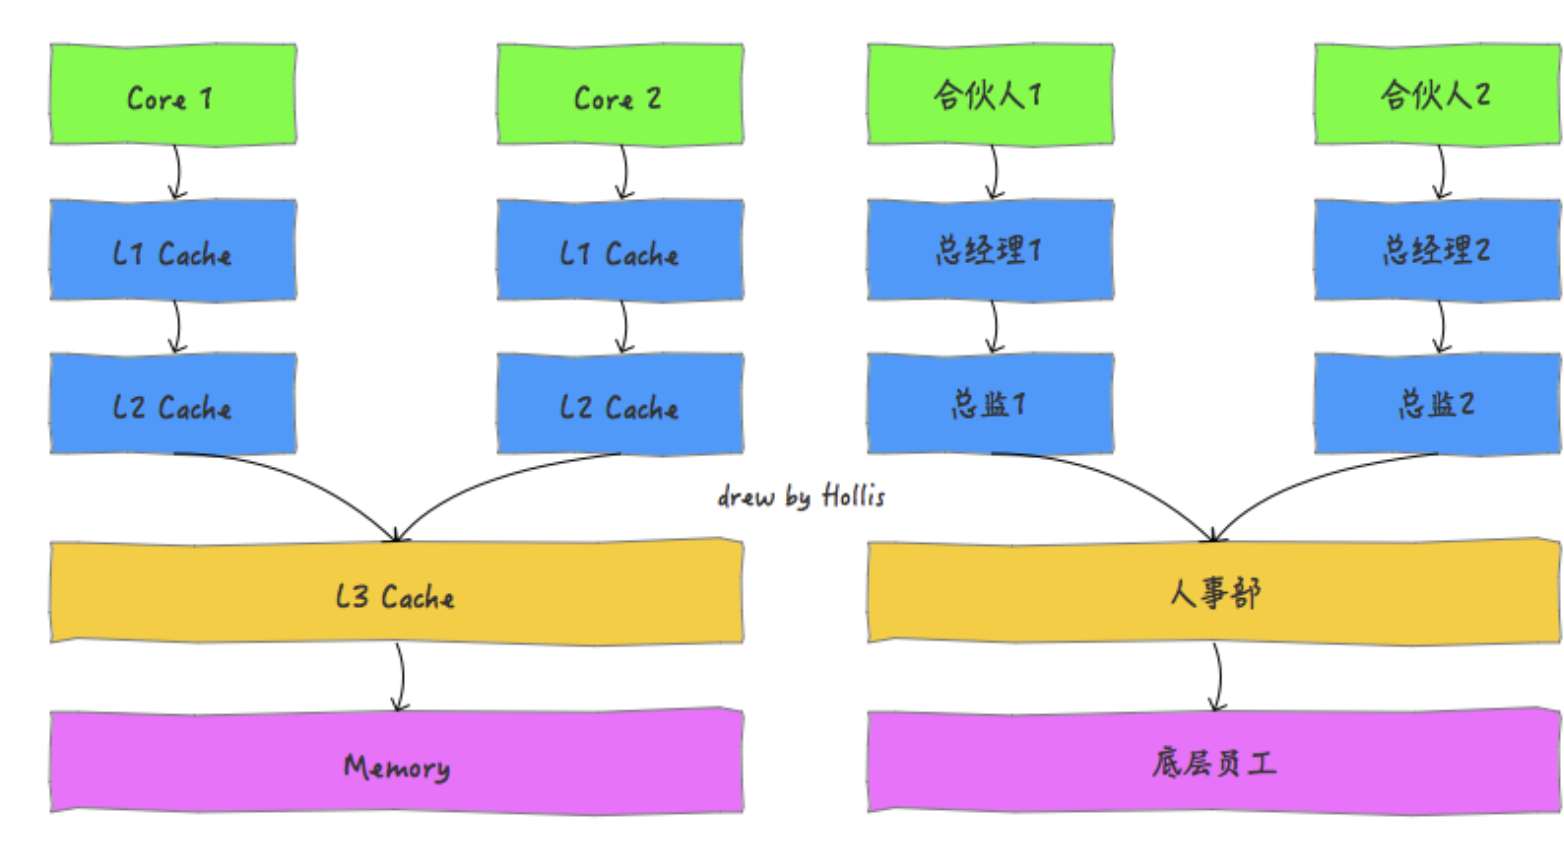 Core 1
Core 2
合伙人1
合伙人2
L1 Cache
L1 Cache
总经理1
总经理2
L2 Cache
L2 Cache
总监1
总监2
drew by Hollis
L3 Cache
人事部
Memory
底层员工